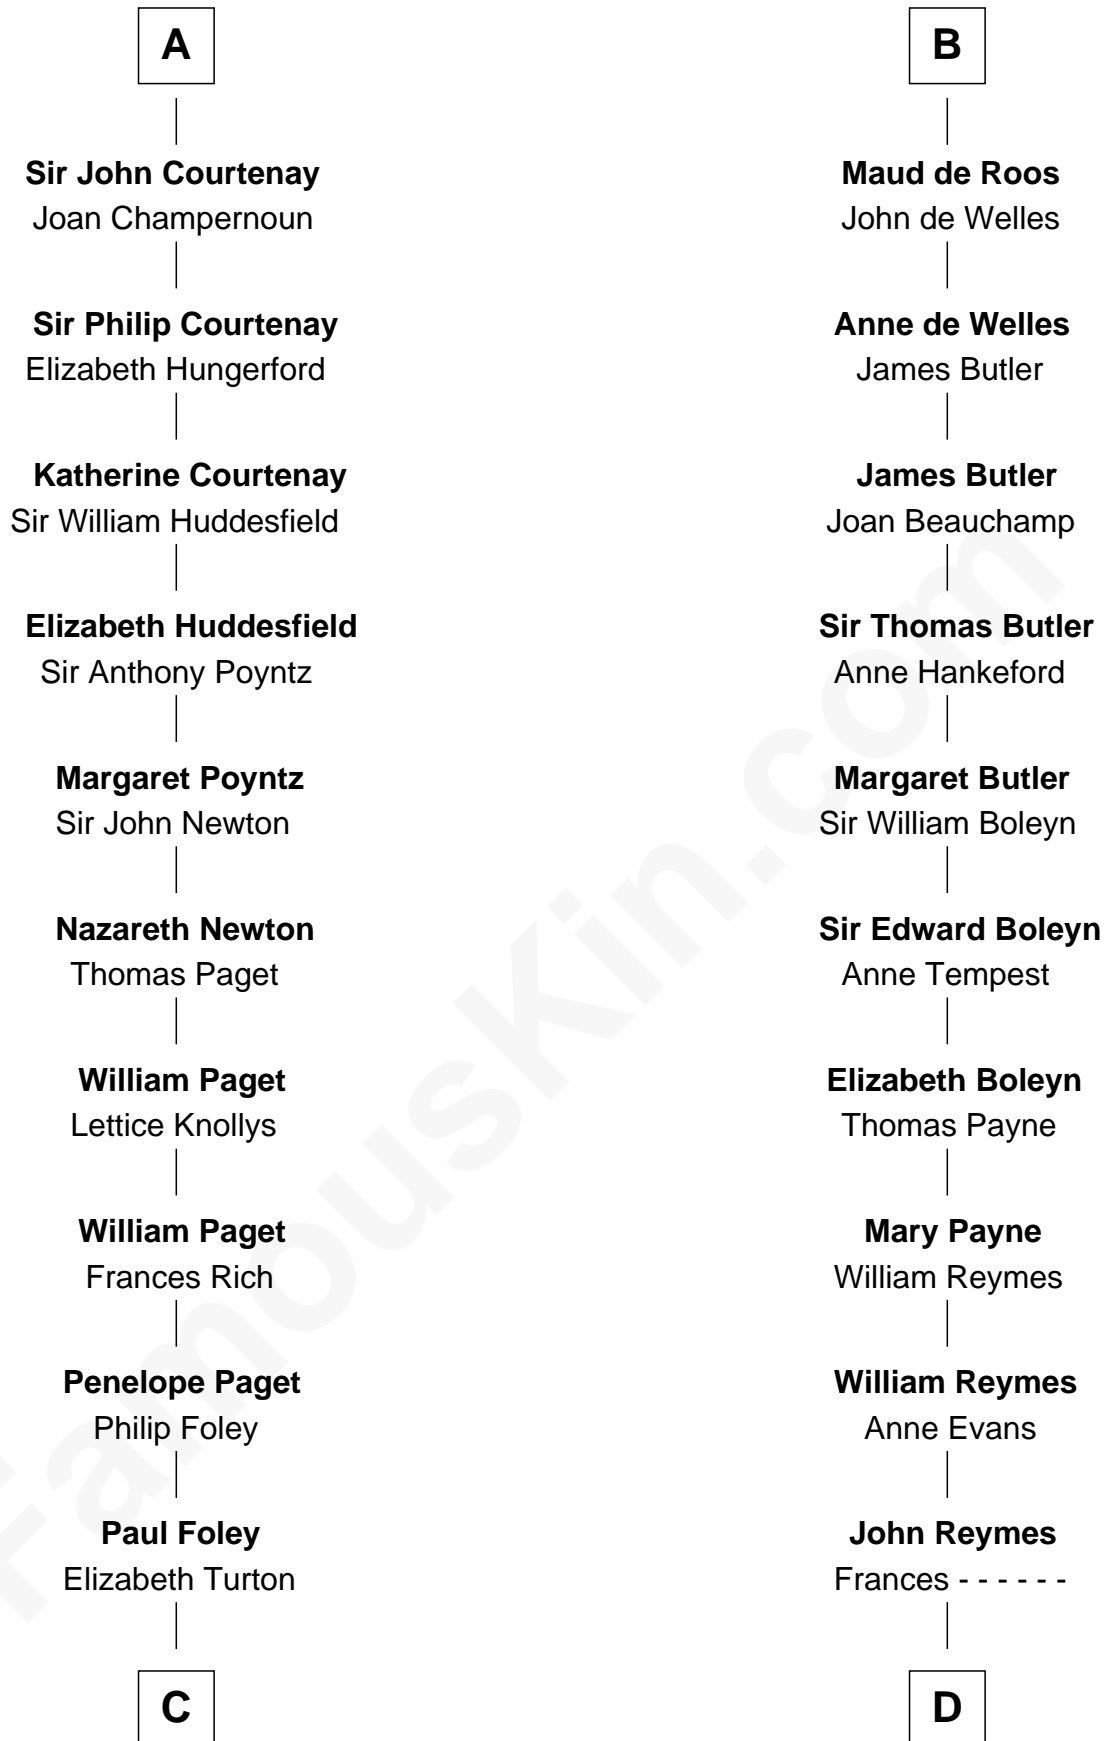 A
Sir John Courtenay
Joan Champernoun
Sir Philip Courtenay
Elizabeth Hungerford
Katherine Courtenay
Sir William Huddesfield
Elizabeth Huddesfield
Sir Anthony Poyntz
Margaret Poyntz
Sir John Newton
Nazareth Newton
Thomas Paget
William Paget
Lettice Knollys
William Paget
Frances Rich
Penelope Paget
Philip Foley
Paul Foley
Elizabeth Turton
C
B
Maud de Roos
John de Welles
Anne de Welles
James Butler
James Butler
Joan Beauchamp
Sir Thomas Butler
Anne Hankeford
Margaret Butler
Sir William Boleyn
Sir Edward Boleyn
Anne Tempest
Elizabeth Boleyn
Thomas Payne
Mary Payne
William Reymes
William Reymes
Anne Evans
John Reymes
Frances - - - - - -
D
FamousKin.com